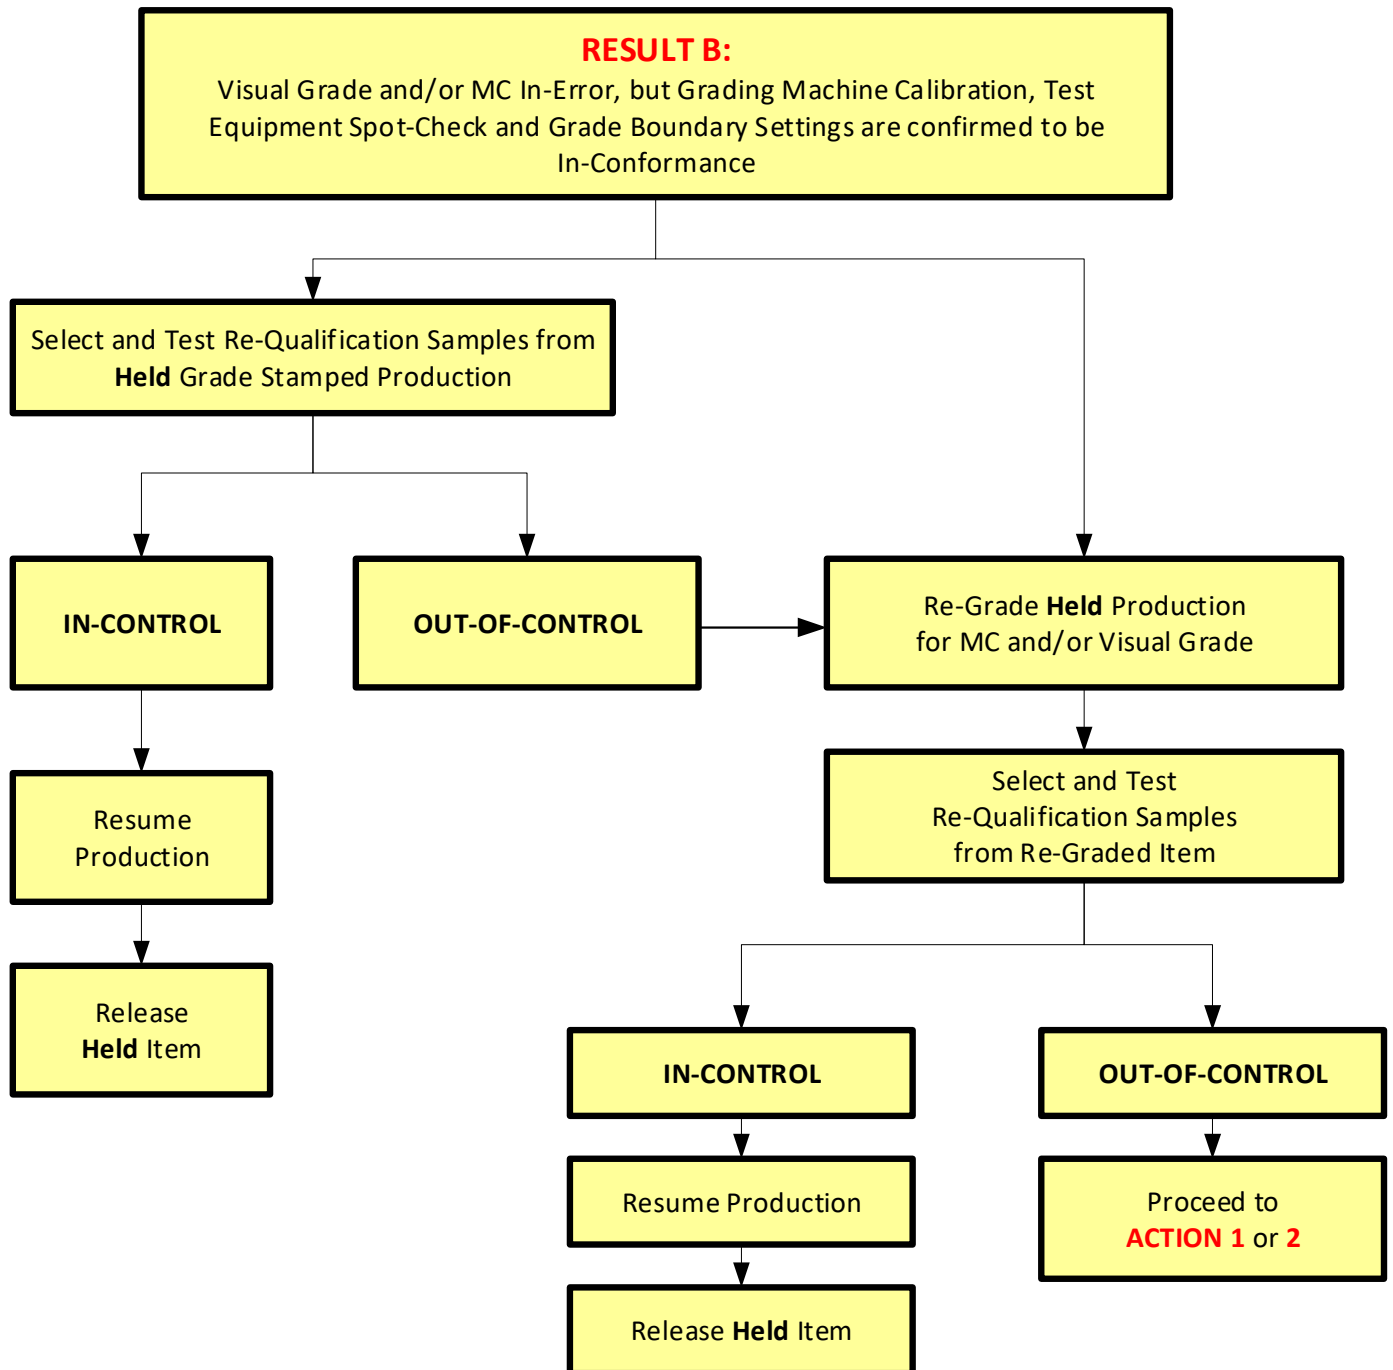 RESULT B:
Visual Grade and/or MC In-Error, but Grading Machine Calibration, Test
Equipment Spot-Check and Grade Boundary Settings are confirmed to be
In-Conformance
Select and Test Re-Qualification Samples from
Held Grade Stamped Production
IN-CONTROL
OUT-OF-CONTROL
Re-Grade Held Production
for MC and/or Visual Grade
Resume
Production
Select and Test
Re-Qualification Samples
from Re-Graded Item
Release
Held Item
IN-CONTROL
OUT-OF-CONTROL
Resume Production
Proceed to
ACTION 1 or 2
Release Held Item